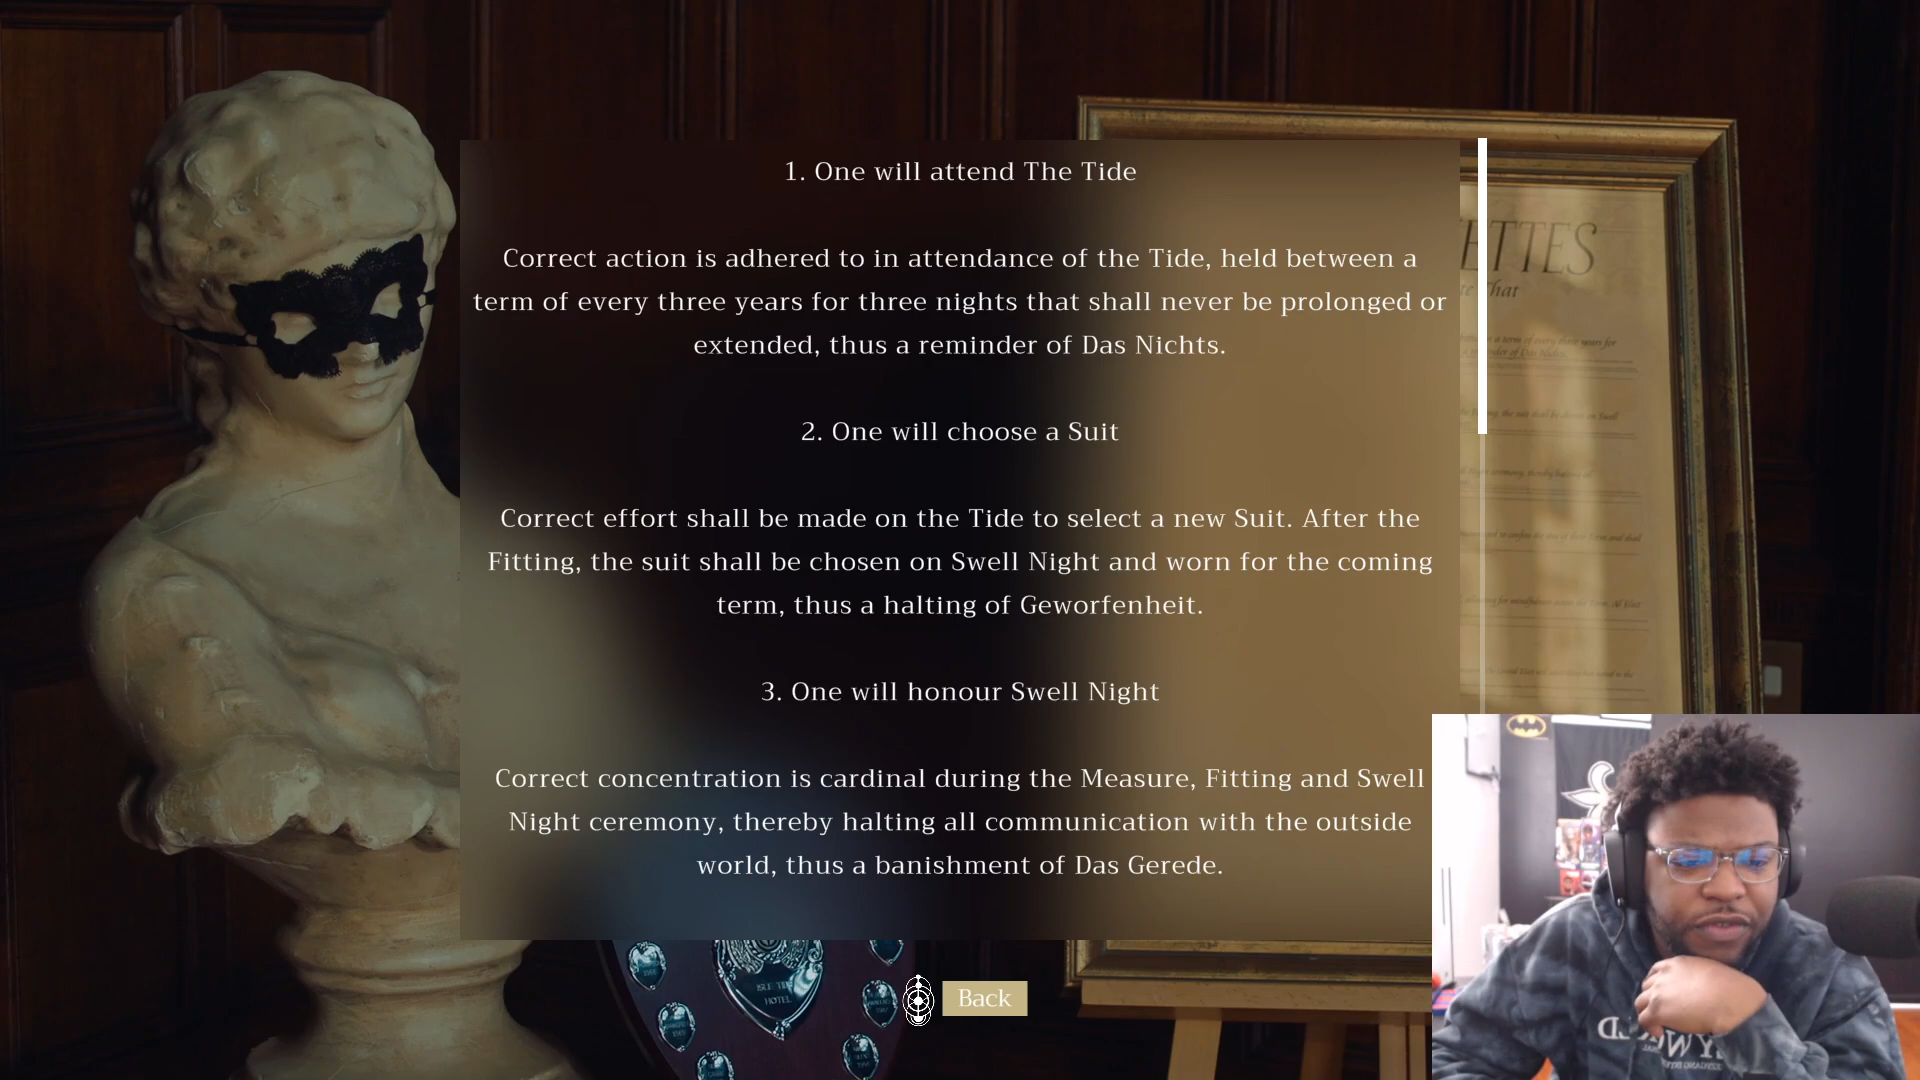 1. One will attend The Tide
Correct action is adhered to in attendance of the Tide, held between a
term of every three years for three nights that shall never be prolonged or
extended, thus a reminder of Das Nichts.
2. One will choose a Suit
Correct effort shall be made on the Tide to select a new Suit. After the
Fitting, the suit shall be chosen on Swell Night and worn for the coming
term, thus a halting of Geworfenheit.
3. One will honour Swell Night
Correct concentration is cardinal during the Measure, Fitting and Swell
Night ceremony, thereby halting all communication with the outside
world, thus a banishment of Das Gerede.
ETTES
That
ISLE TIDE
HOTEL
Back